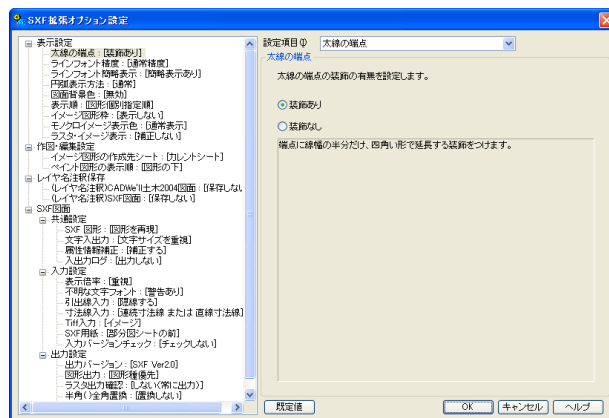 SXF拡張オプション設定
表示設定
太線の端点 : [装飾あり]
ラインフォント精度 : [通常精度]
ラインフォント簡略表示 : [簡略表示あり]
円弧表示方法 : [通常]
図面背景色 : [無効]
表示順 : [図形個別指定順]
イメージ図形枠 : [表示しない]
モノクロイメージ表示色 : [通常表示]
ラスタ・イメージ表示 : [補正しない]
作図・編集設定
イメージ図形の作成先シート : [カレントシート]
ペイント図形の表示順 : [図形の下]
レイヤ名注釈保存
(レイヤ名注釈)CADWe'll土木2004図面 : [保存しない
(レイヤ名注釈)SXF図面 : [保存しない]
SXF図面
共通設定
SXF 図形 : [図形を再現]
文字入出力 : [文字サイズを重視]
属性情報補正 : [補正する]
入出力ログ : [出力しない]
入力設定
表示倍率 : [重視]
不明な文字フォント : [警告あり]
引出線入力 : [隠線する]
寸法線入力 : [連続寸法線 または 直線寸法線]
Tiff入力 : [イメージ]
SXF用紙 : [部分図シートの前]
入力バージョンチェック : [チェックしない]
出力設定
出力バージョン : [SXF Ver2.0]
図形出力 : [図形種優先]
ラスタ出力確認 : [しない(常に出力)]
半角()全角置換 : [置換しない]
設定項目(I)
太線の端点
太線の端点
太線の端点の装飾の有無を設定します。
装飾あり
装飾なし
端点に線幅の半分だけ、四角い形で延長する装飾をつけます。
既定値
OK
キャンセル
ヘルプ